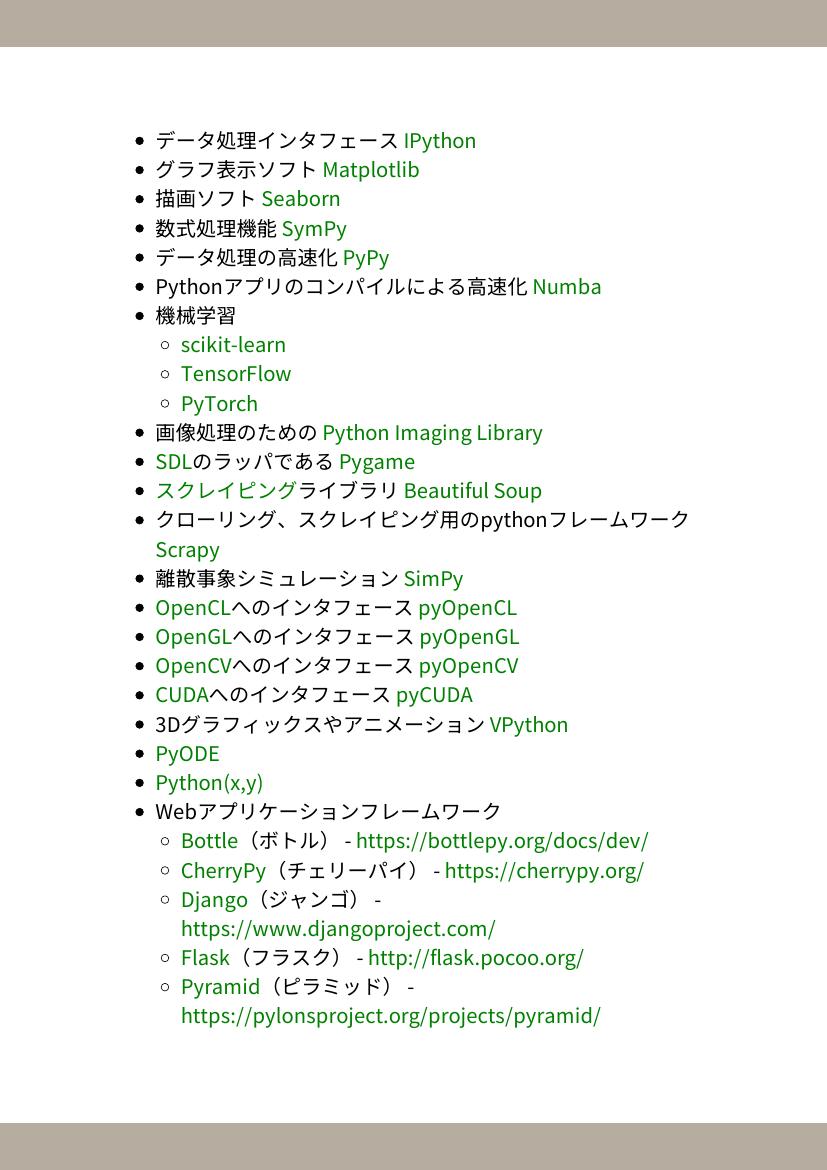 データ処理インタフェース IPython
グラフ表示ソフト Matplotlib
描画ソフト Seaborn
数式処理機能 SymPy
データ処理の高速化 PyPy
Pythonアプリのコンパイルによる高速化 Numba
機械学習
scikit-learn
TensorFlow
PyTorch
画像処理のための Python Imaging Library
SDLのラッパである Pygame
スクレイピングライブラリ Beautiful Soup
クローリング、スクレイピング用のpythonフレームワーク
Scrapy
離散事象シミュレーション SimPy
OpenCLへのインタフェース pyOpenCL
OpenGLへのインタフェース pyOpenGL
OpenCVへのインタフェース pyOpenCV
CUDAへのインタフェース pyCUDA
3Dグラフィックスやアニメーション VPython
PyODE
Python(x,y)
Webアプリケーションフレームワーク
Bottle（ボトル） - https://bottlepy.org/docs/dev/
CherryPy（チェリーパイ） - https://cherrypy.org/
Django（ジャンゴ） -
https://www.djangoproject.com/
Flask（フラスク） - http://flask.pocoo.org/
Pyramid（ピラミッド） -
https://pylonsproject.org/projects/pyramid/